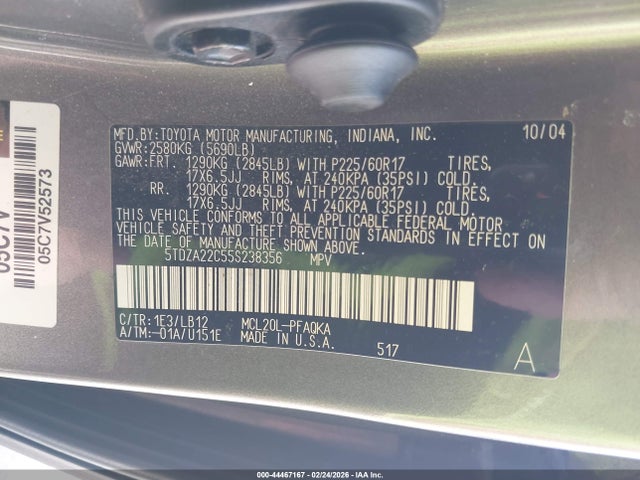 MFD.BY:TOYOTA MOTOR MANUFACTURING, INDIANA, INC. 10/04
GVWR:2580KG (5690LB)
GAWR:FRT. 1290KG (2845LB) WITH P225/60R17 TIRES,
17X6.5JJ RIMS, AT 240KPA (35PSI) COLD.
RR. 1290KG (2845LB) WITH P225/60R17 TIRES,
17X6.5JJ RIMS, AT 240KPA (35PSI) COLD.
THIS VEHICLE CONFORMS TO ALL APPLICABLE FEDERAL MOTOR
VEHICLE SAFETY AND THEFT PREVENTION STANDARDS IN EFFECT ON
THE DATE OF MANUFACTURE SHOWN ABOVE.
5TDZA22C55S238356 MPV
C/TR:1E3/LB12 MCL20L-PFAQKA
A/TM:-01A/U151E MADE IN U.S.A.
517
A
05C7V
05C7V52573
000-44467167 - 02/24/2026 - IAA Inc.